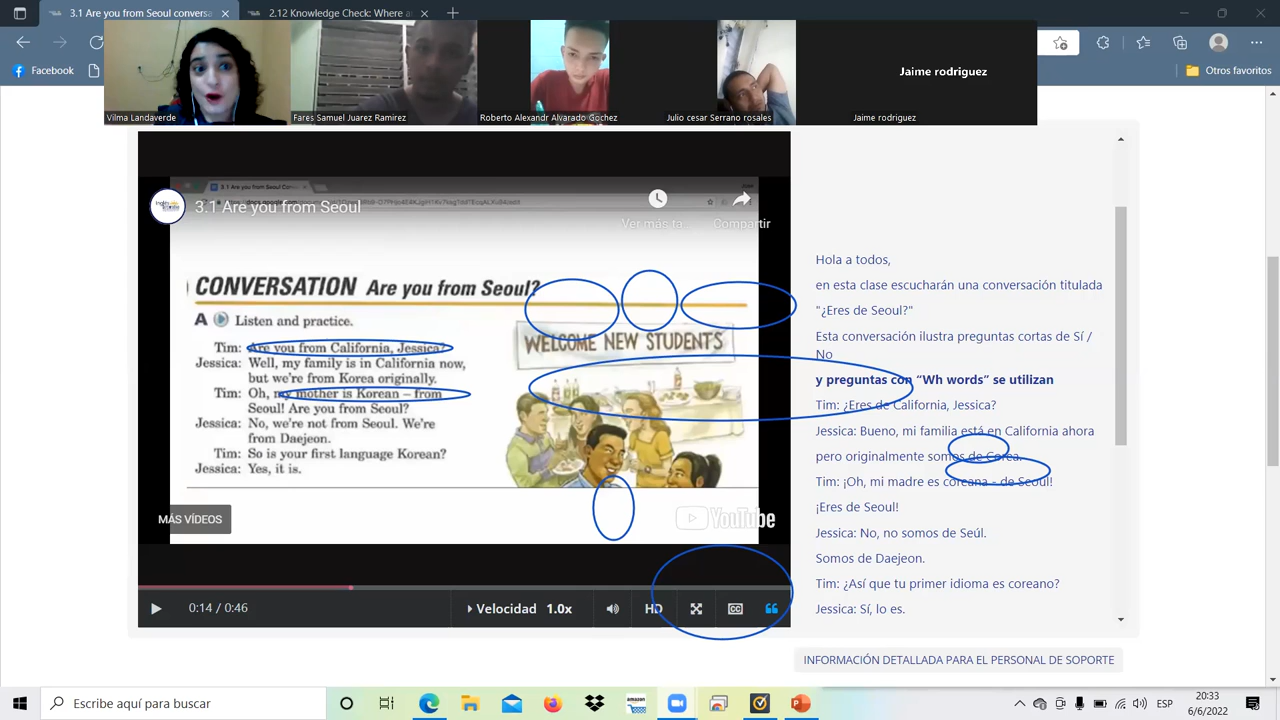 3.1 Are you from Seoul conversa
2.12 Knowledge Check: Where a
Facebook
Otros favoritos
Vilma Landaverde
Fares Samuel Juarez Ramirez
Roberto Alexandr Alvarado Gochez
Julio cesar Serrano rosales
Jaime rodriguez
Jaime rodriguez
3.1 Are you from Seoul
Ver más ta...
Compartir
CONVERSATION Are you from Seoul?
A Listen and practice.
Tim: Are you from California, Jessica?
Jessica: Well, my family is in California now,
but we're from Korea originally.
Tim: Oh, my mother is Korean – from
Seoul! Are you from Seoul?
Jessica: No, we're not from Seoul. We're
from Daejeon.
Tim: So is your first language Korean?
Jessica: Yes, it is.
WELCOME NEW STUDENTS
MÁS VÍDEOS
YouTube
0:14 / 0:46
Velocidad 1.0x
HD
CC
Hola a todos,
en esta clase escucharán una conversación titulada
"¿Eres de Seoul?"
Esta conversación ilustra preguntas cortas de Sí /
No
y preguntas con “Wh words” se utilizan
Tim: ¿Eres de California, Jessica?
Jessica: Bueno, mi familia está en California ahora
pero originalmente somos de Corea.
Tim: ¡Oh, mi madre es coreana - de Seoul!
¡Eres de Seoul!
Jessica: No, no somos de Seúl.
Somos de Daejeon.
Tim: ¿Así que tu primer idioma es coreano?
Jessica: Sí, lo es.
INFORMACIÓN DETALLADA PARA EL PERSONAL DE SOPORTE
Escribe aquí para buscar
amazon
ESP
20:33
6/6/2022